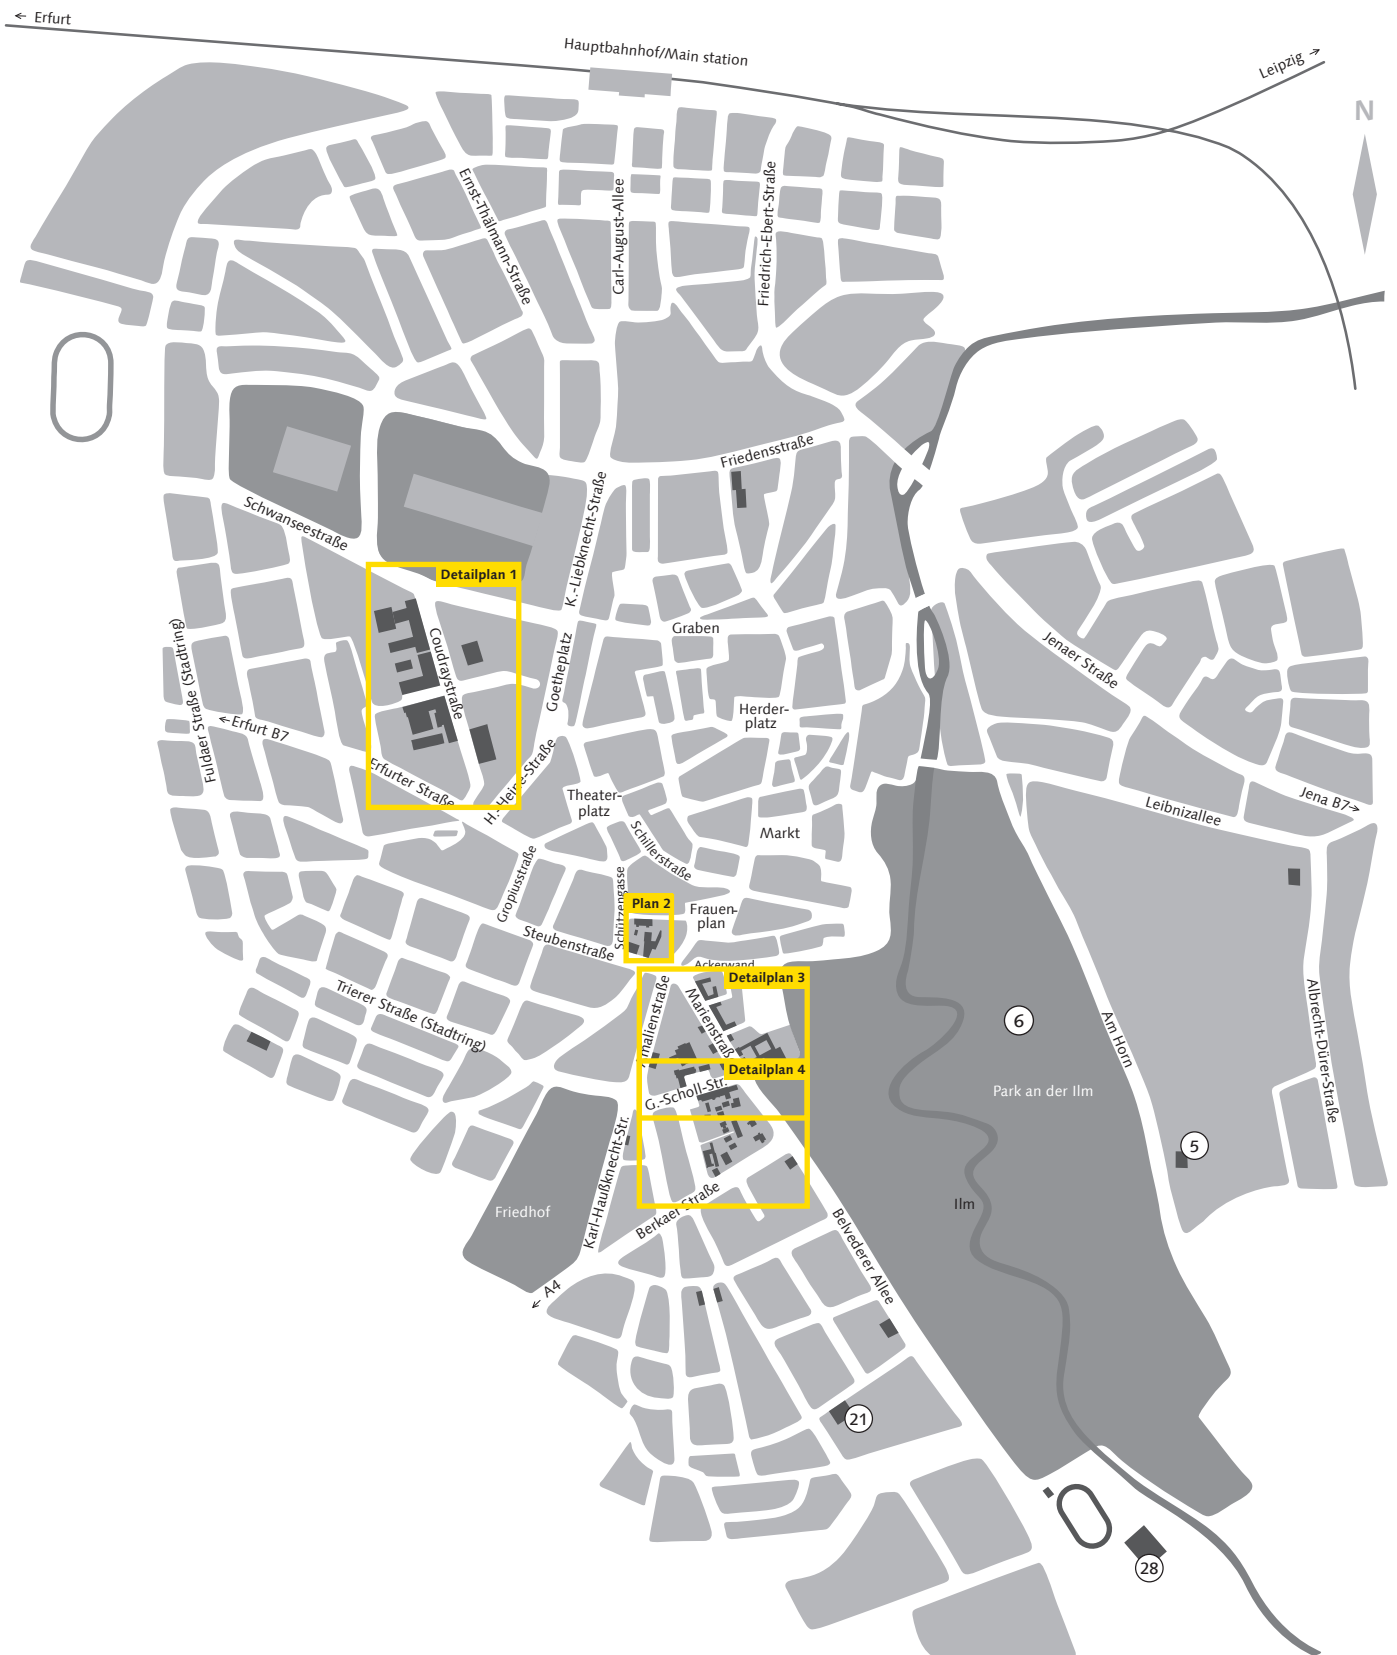 ← Erfurt
Hauptbahnhof/Main station
Leipzig →
N
Ernst-Thälmann-Straße
Carl-August-Allee
Friedrich-Ebert-Straße
Friedensstraße
Schwanseestraße
K.-Liebknecht-Straße
Detailplan 1
Graben
Coudraystraße
Goetheplatz
Jenaer Straße
Fuldaer Straße (Stadtring)
← Erfurt B7
Herder-
platz
Erfurter Straße
H.-Heine-Straße
Theater-
platz
Leibnizallee
Jena B7→
Schillerstraße
Markt
Gropiusstraße
Schützengasse
Plan 2
Frauen-
plan
Steubenstraße
Ackerwand
Detailplan 3
Trierer Straße (Stadtring)
Amalienstraße
Marienstraße
6
Am Horn
Albrecht-Dürer-Straße
Detailplan 4
G.-Scholl-Str.
Park an der Ilm
5
Karl-Haußknecht-Str.
Berkaer Straße
Friedhof
Ilm
Belvederer Allee
← A4
21
28